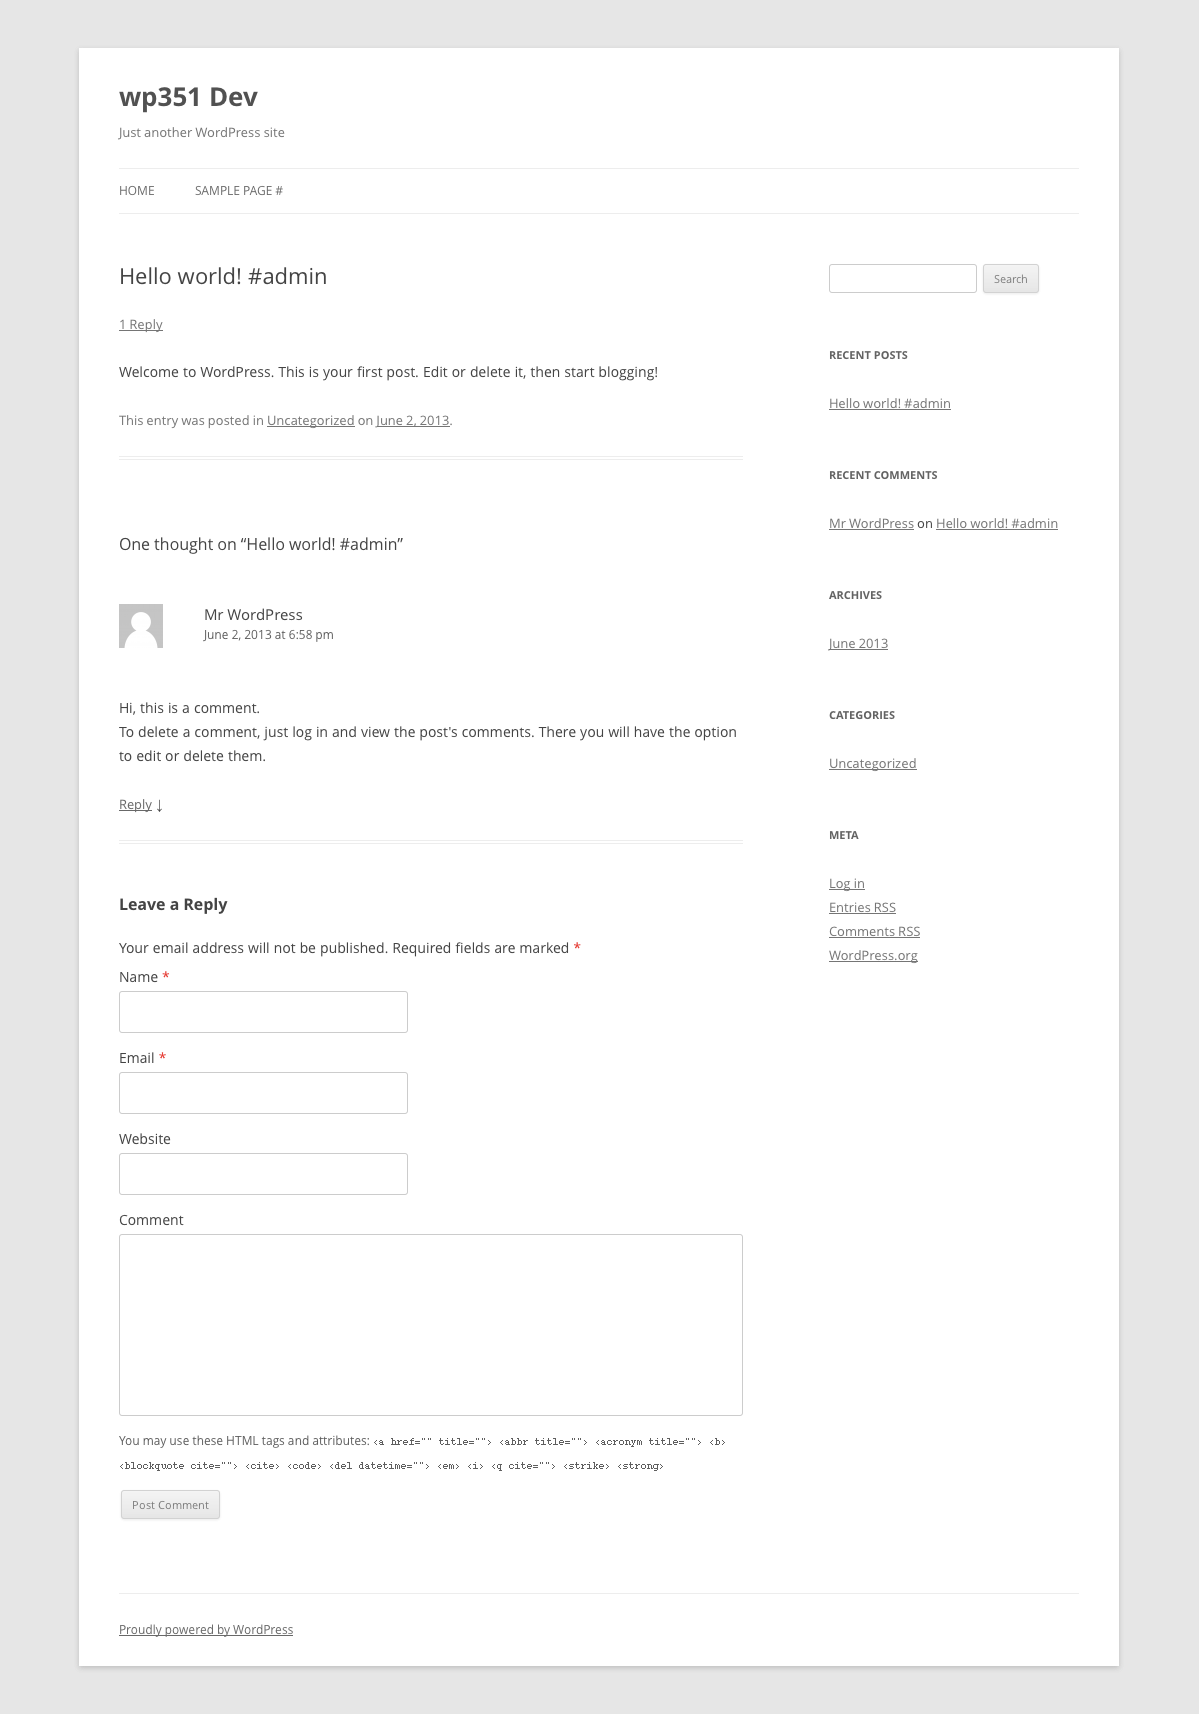 wp351 Dev
Just another WordPress site
HOME SAMPLE PAGE #
Hello world! #admin
1 Reply
Welcome to WordPress. This is your first post. Edit or delete it, then start blogging!
This entry was posted in Uncategorized on June 2, 2013.
One thought on “Hello world! #admin”
Mr WordPress
June 2, 2013 at 6:58 pm
Hi, this is a comment.
To delete a comment, just log in and view the post's comments. There you will have the option
to edit or delete them.
Reply ↓
Leave a Reply
Your email address will not be published. Required fields are marked *
Name *
Email *
Website
Comment
You may use these HTML tags and attributes: <a href="" title=""> <abbr title=""> <acronym title=""> <b>
<blockquote cite=""> <cite> <code> <del datetime=""> <em> <i> <q cite=""> <strike> <strong>
Post Comment
Search
RECENT POSTS
Hello world! #admin
RECENT COMMENTS
Mr WordPress on Hello world! #admin
ARCHIVES
June 2013
CATEGORIES
Uncategorized
META
Log in
Entries RSS
Comments RSS
WordPress.org
Proudly powered by WordPress